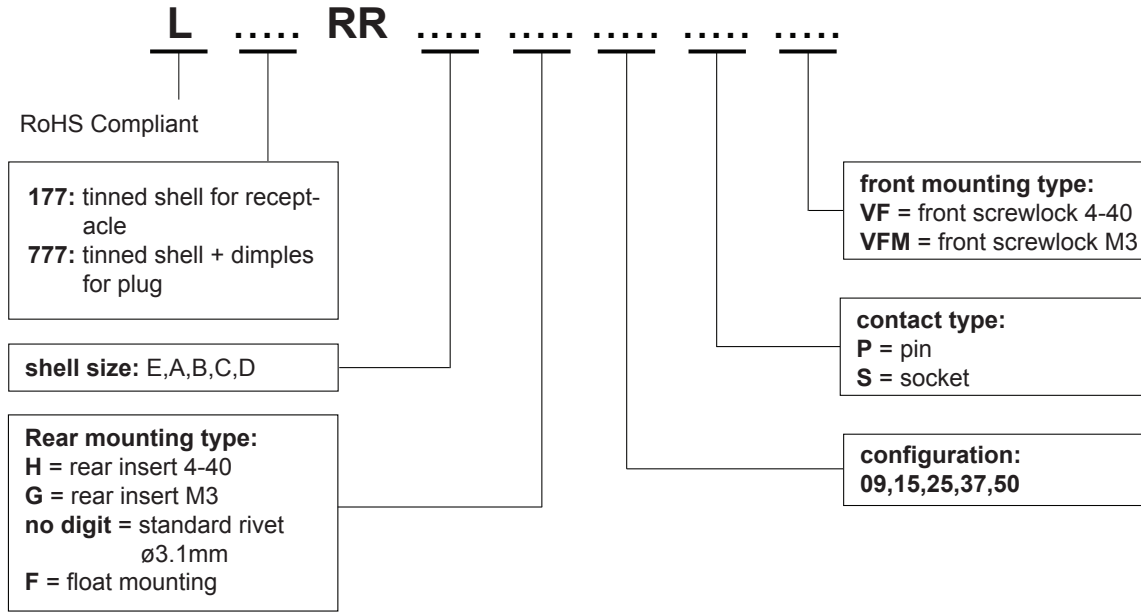 L ..... RR ..... ..... ..... ..... .....
RoHS Compliant
177: tinned shell for recept-
acle
777: tinned shell + dimples
for plug
shell size: E,A,B,C,D
Rear mounting type:
H = rear insert 4-40
G = rear insert M3
no digit = standard rivet
ø3.1mm
F = float mounting
front mounting type:
VF = front screwlock 4-40
VFM = front screwlock M3
contact type:
P = pin
S = socket
configuration:
09,15,25,37,50